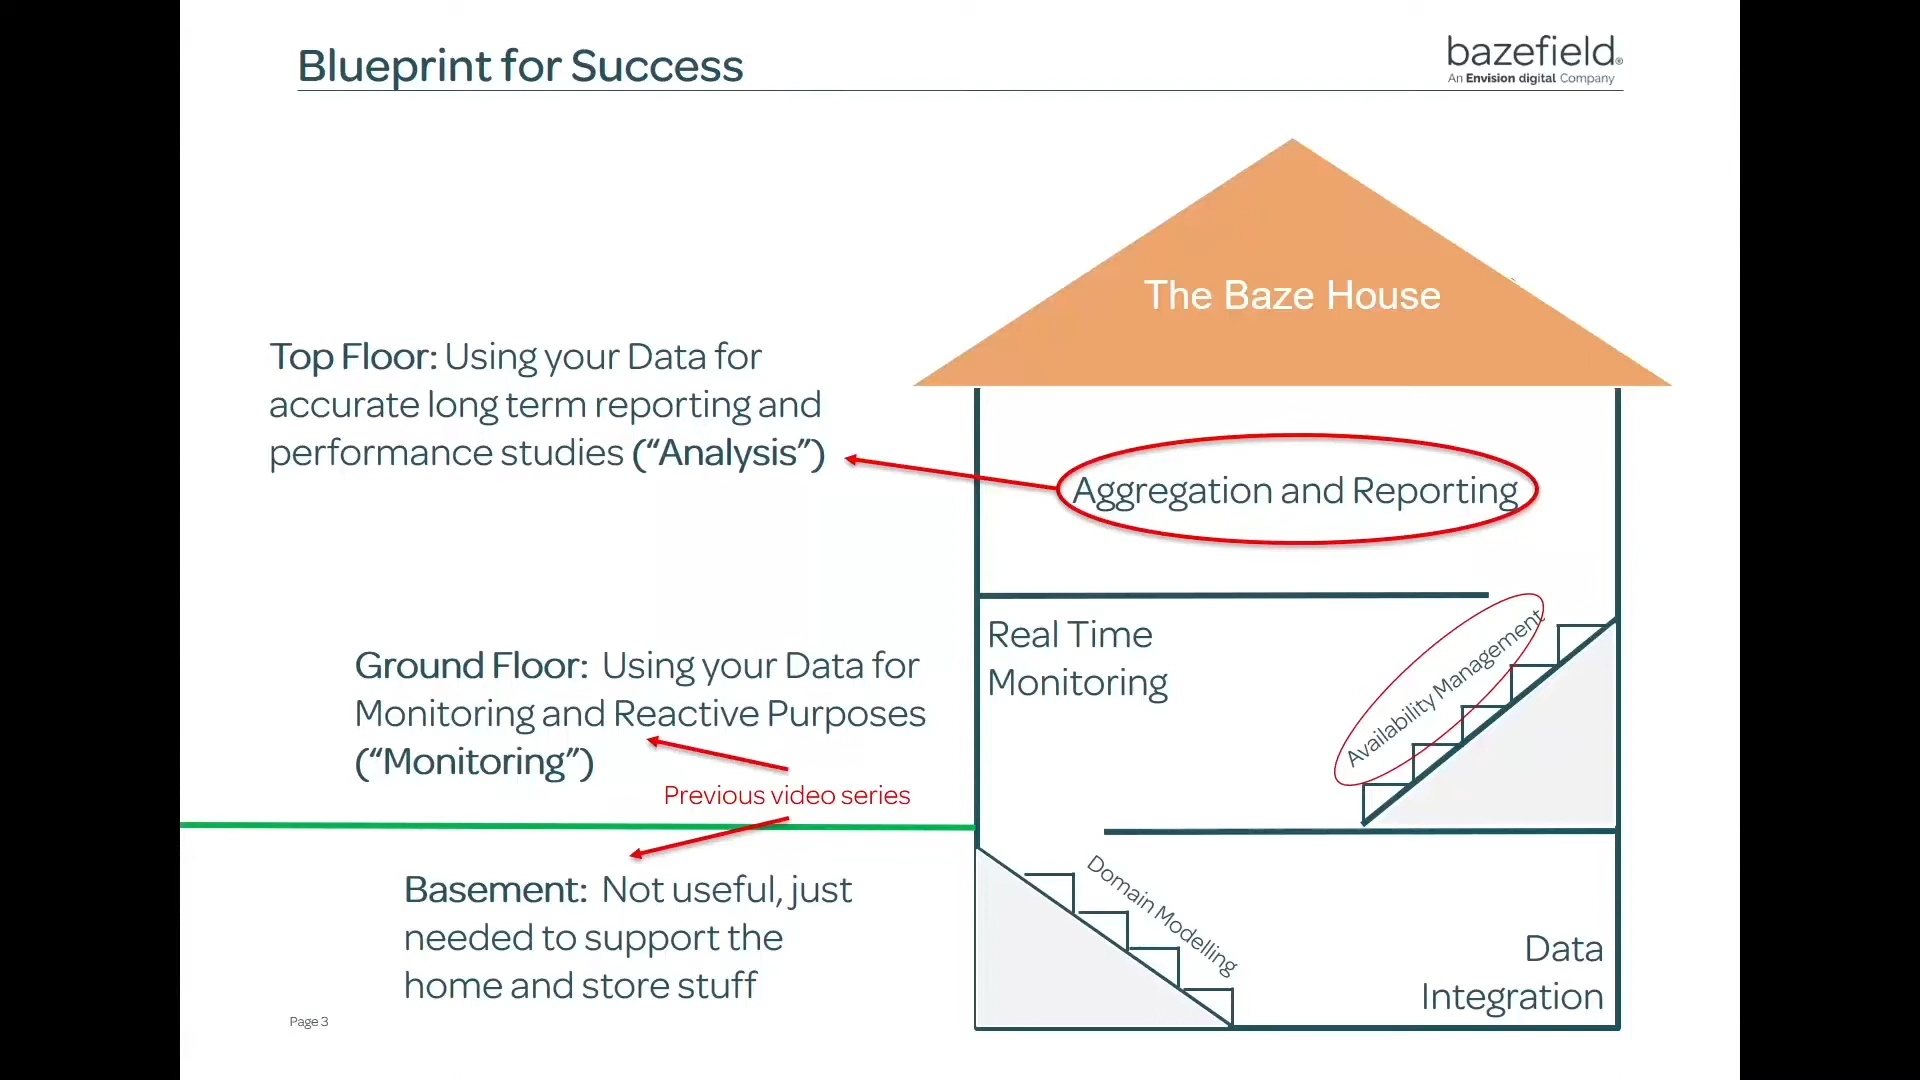 Blueprint for Success
bazefield®
An Envision digital Company
The Baze House
Top Floor: Using your Data for
accurate long term reporting and
performance studies (“Analysis”)
Aggregation and Reporting
Real Time
Monitoring
Availability Management
Ground Floor:  Using your Data for
Monitoring and Reactive Purposes
(“Monitoring”)
Previous video series
Basement:  Not useful, just
needed to support the
home and store stuff
Domain Modelling
Data
Integration
Page 3